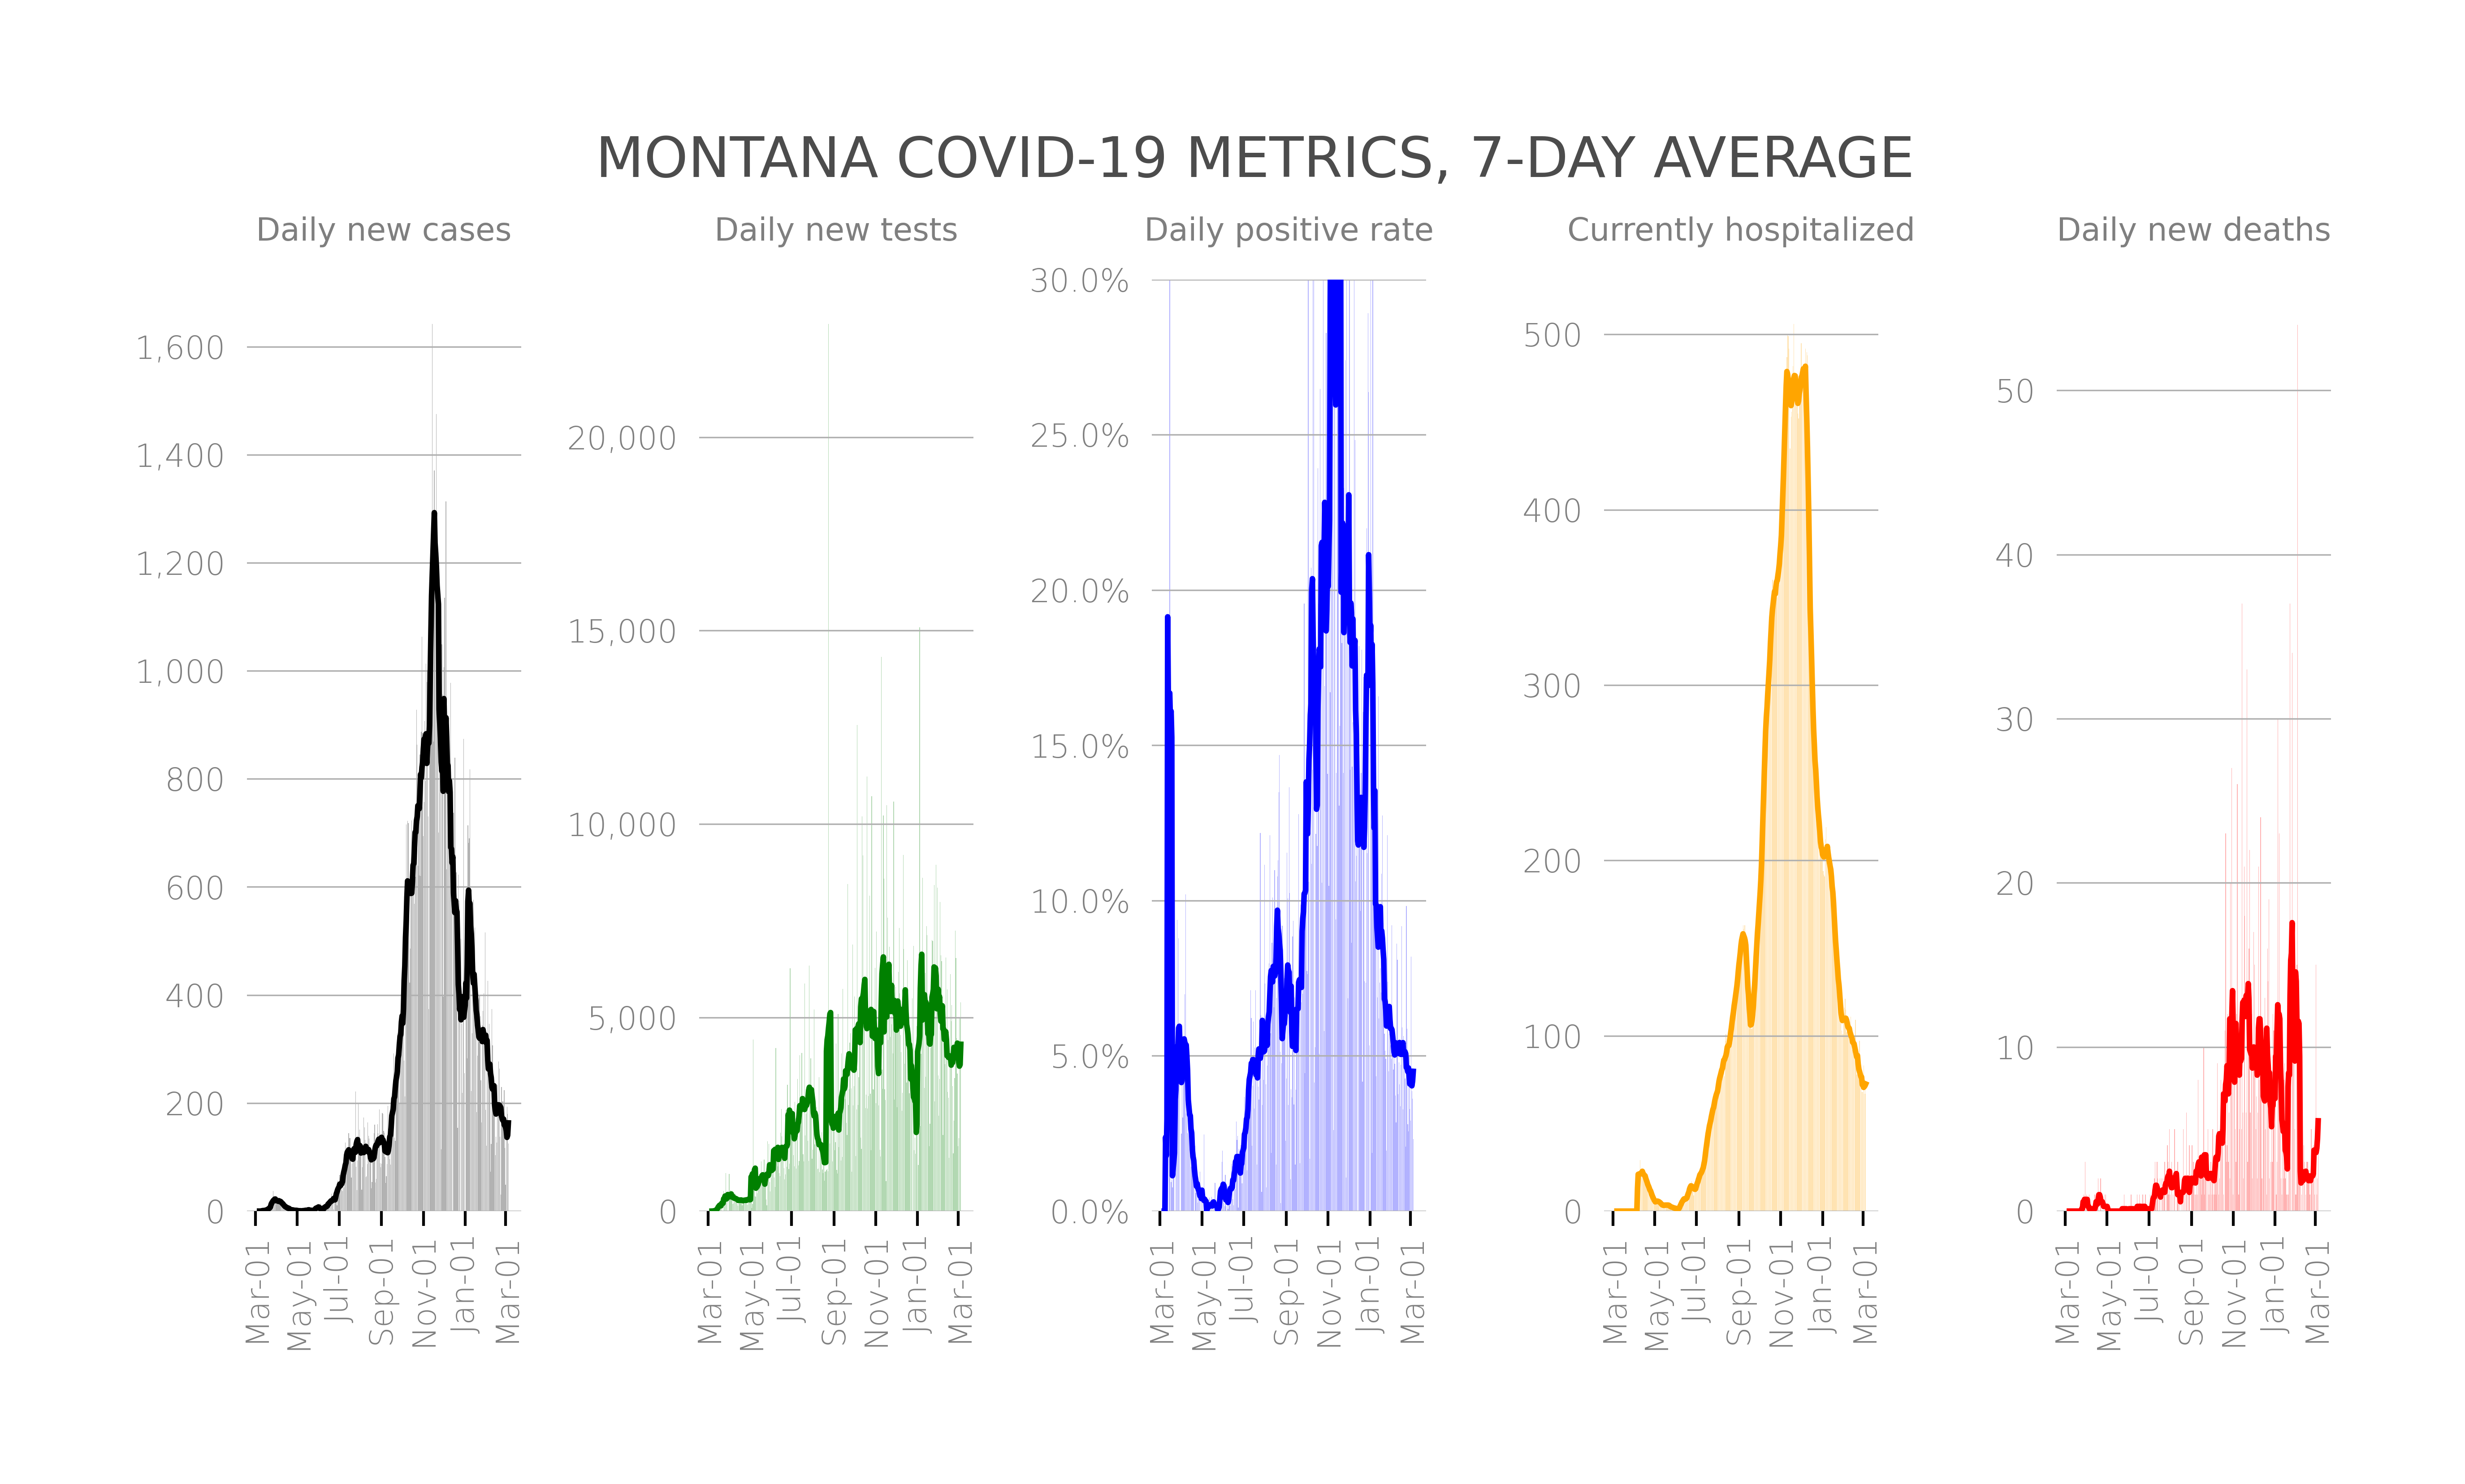 MONTANA COVID-19 METRICS, 7-DAY AVERAGE
Daily new cases
1,600
1,400
1,200
1,000
800
600
400
200
0
Mar-01
May-01
Jul-01
Sep-01
Nov-01
Jan-01
Mar-01
Daily new tests
20,000
15,000
10,000
5,000
0
Mar-01
May-01
Jul-01
Sep-01
Nov-01
Jan-01
Mar-01
Daily positive rate
30.0%
25.0%
20.0%
15.0%
10.0%
5.0%
0.0%
Mar-01
May-01
Jul-01
Sep-01
Nov-01
Jan-01
Mar-01
Currently hospitalized
500
400
300
200
100
0
Mar-01
May-01
Jul-01
Sep-01
Nov-01
Jan-01
Mar-01
Daily new deaths
50
40
30
20
10
0
Mar-01
May-01
Jul-01
Sep-01
Nov-01
Jan-01
Mar-01